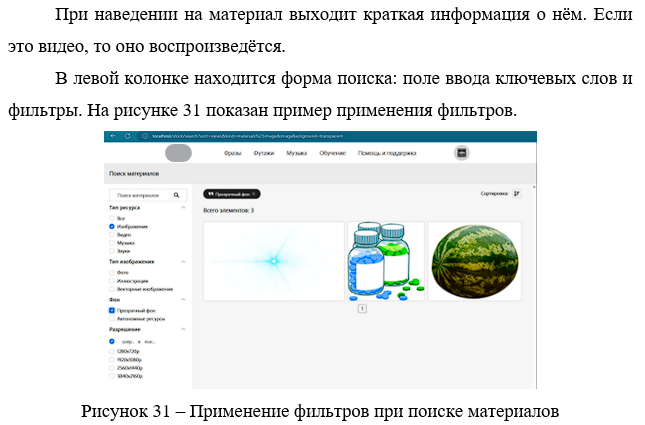 При наведении на материал выходит краткая информация о нём. Если
это видео, то оно воспроизведётся.
В левой колонке находится форма поиска: поле ввода ключевых слов и
фильтры. На рисунке 31 показан пример применения фильтров.
Фразы Футажи Музыка Обучение Помощь и поддержка
Поиск материалов
Поиск материалов
Прозрачный фон ×
Сортировка
Тип ресурса
Всего элементов: 3
Все
Изображения
Видео
Музыка
Звуки
Тип изображения
Фото
Иллюстрации
Векторные изображения
Фон
Прозрачный фон
Автономные ресурсы
1
Разрешение
шир.. x выс..
1280x720p
1920x1080p
2560x1440p
3840x2160p
Рисунок 31 – Применение фильтров при поиске материалов